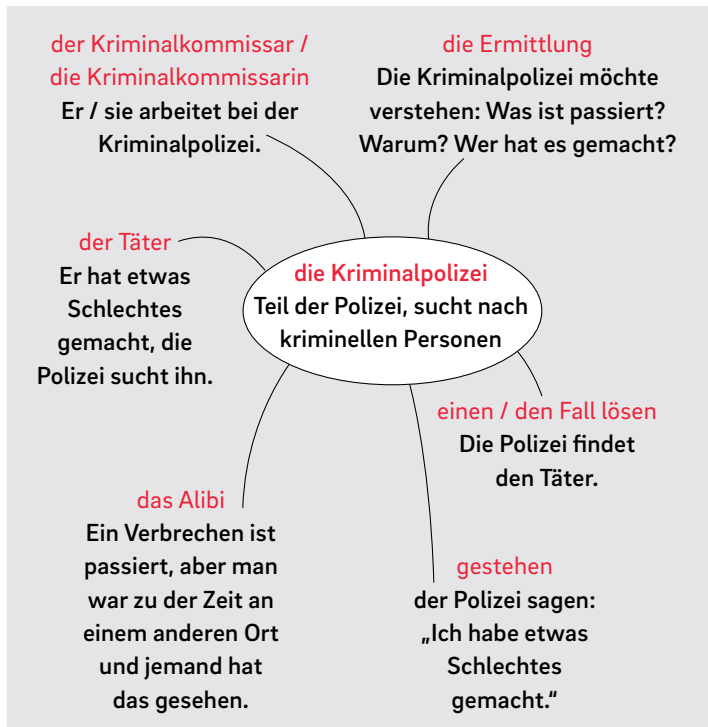 der Kriminalkommissar /
die Kriminalkommissarin
Er / sie arbeitet bei der
Kriminalpolizei.
die Ermittlung
Die Kriminalpolizei möchte
verstehen: Was ist passiert?
Warum? Wer hat es gemacht?
der Täter
Er hat etwas
Schlechtes
gemacht, die
Polizei sucht ihn.
die Kriminalpolizei
Teil der Polizei, sucht nach
kriminellen Personen
einen / den Fall lösen
Die Polizei findet
den Täter.
das Alibi
Ein Verbrechen ist
passiert, aber man
war zu der Zeit an
einem anderen Ort
und jemand hat
das gesehen.
gestehen
der Polizei sagen:
„Ich habe etwas
Schlechtes
gemacht.“